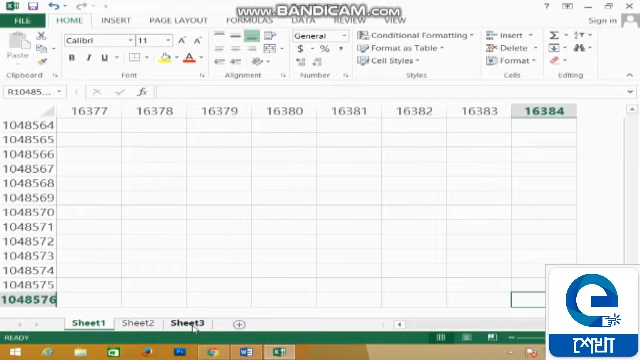 WWW.BANDICAM.COM
Sign in
FILE HOME INSERT PAGE LAYOUT FORMULAS DATA REVIEW VIEW
Paste
Calibri 11
General
Conditional Formatting
Format as Table
Cell Styles
Insert
Delete
Format
Clipboard Font Alignment Number Styles Cells Editing
R10485...
16377 16378 16379 16380 16381 16382 16383 16384
1048564
1048565
1048566
1048567
1048568
1048569
1048570
1048571
1048572
1048573
1048574
1048575
1048576
Sheet1 Sheet2 Sheet3
READY